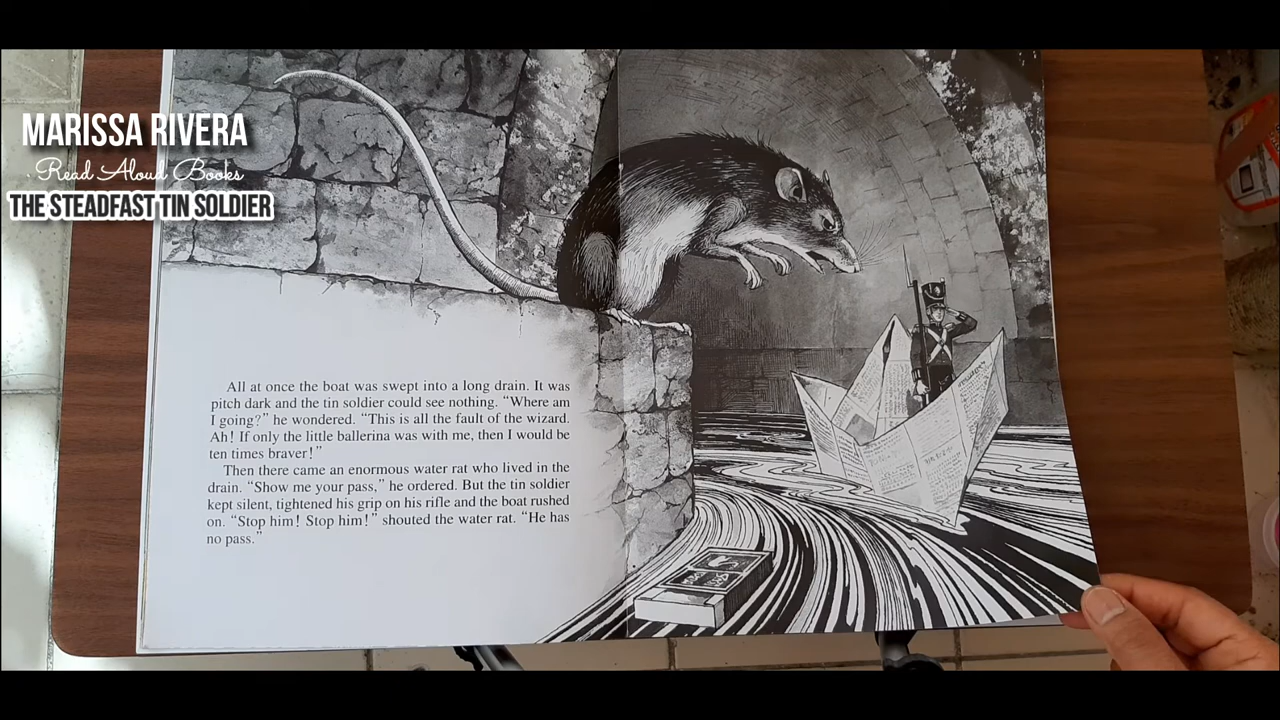 MARISSA RIVERA
Read Aloud Books
THE STEADFAST TIN SOLDIER
All at once the boat was swept into a long drain. It was
pitch dark and the tin soldier could see nothing. “Where am
I going?” he wondered. “This is all the fault of the wizard.
Ah! If only the little ballerina was with me, then I would be
ten times braver!”
Then there came an enormous water rat who lived in the
drain. “Show me your pass,” he ordered. But the tin soldier
kept silent, tightened his grip on his rifle and the boat rushed
on. “Stop him! Stop him!” shouted the water rat. “He has
no pass.”